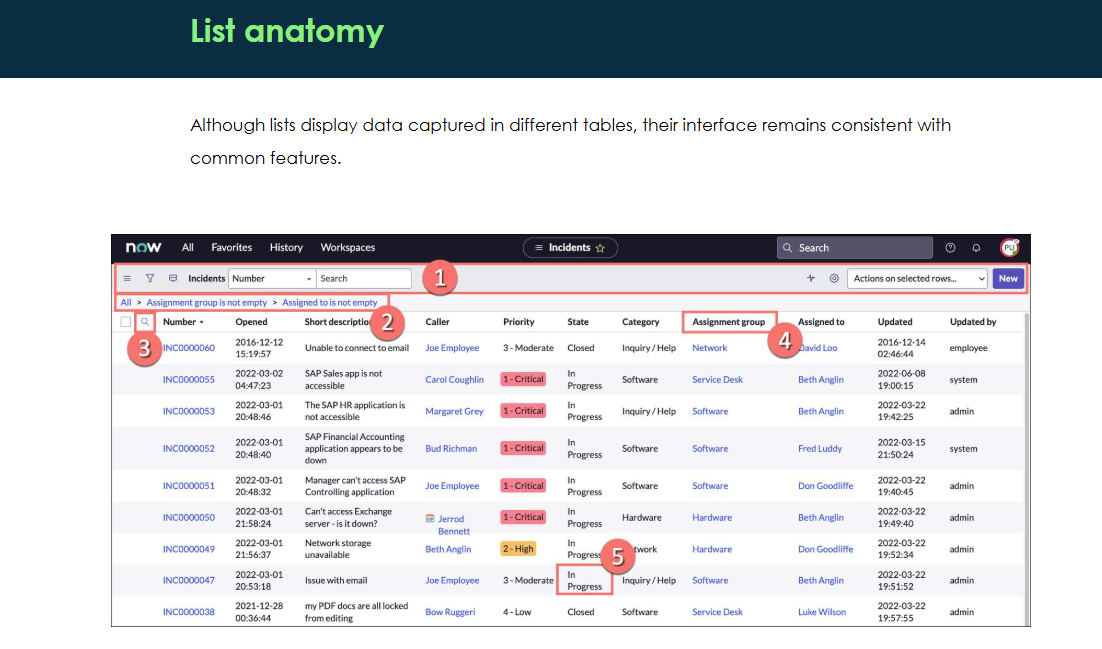 List anatomy
Although lists display data captured in different tables, their interface remains consistent with
common features.
now All Favorites History Workspaces Incidents Search PU
Incidents Number Search 1 Actions on selected rows... New
All > Assignment group is not empty > Assigned to is not empty
2
3
4
Number Opened Short description Caller Priority State Category Assignment group Assigned to Updated Updated by
INC0000060 2016-12-12 15:19:57 Unable to connect to email Joe Employee 3 - Moderate Closed Inquiry / Help Network David Loo 2016-12-14 02:46:44 employee
INC0000055 2022-03-02 04:47:23 SAP Sales app is not accessible Carol Coughlin 1 - Critical In Progress Software Service Desk Beth Anglin 2022-06-08 19:00:15 system
INC0000053 2022-03-01 20:48:46 The SAP HR application is not accessible Margaret Grey 1 - Critical In Progress Inquiry / Help Software Beth Anglin 2022-03-22 19:42:25 admin
INC0000052 2022-03-01 20:48:40 SAP Financial Accounting application appears to be down Bud Richman 1 - Critical In Progress Software Software Fred Luddy 2022-03-15 21:50:24 system
INC0000051 2022-03-01 20:48:32 Manager can't access SAP Controlling application Joe Employee 1 - Critical In Progress Software Software Don Goodliffe 2022-03-22 19:40:45 admin
INC0000050 2022-03-01 21:58:24 Can't access Exchange server - is it down? Jerrod Bennett 1 - Critical In Progress Hardware Hardware Beth Anglin 2022-03-22 19:49:40 admin
INC0000049 2022-03-01 21:56:37 Network storage unavailable Beth Anglin 2 - High In Progress 5 twork Hardware Don Goodliffe 2022-03-22 19:52:34 admin
INC0000047 2022-03-01 20:53:18 Issue with email Joe Employee 3 - Moderate In Progress Inquiry / Help Software Beth Anglin 2022-03-22 19:51:52 admin
INC0000038 2021-12-28 00:36:44 my PDF docs are all locked from editing Bow Ruggeri 4 - Low Closed Software Service Desk Luke Wilson 2022-03-22 19:57:55 admin